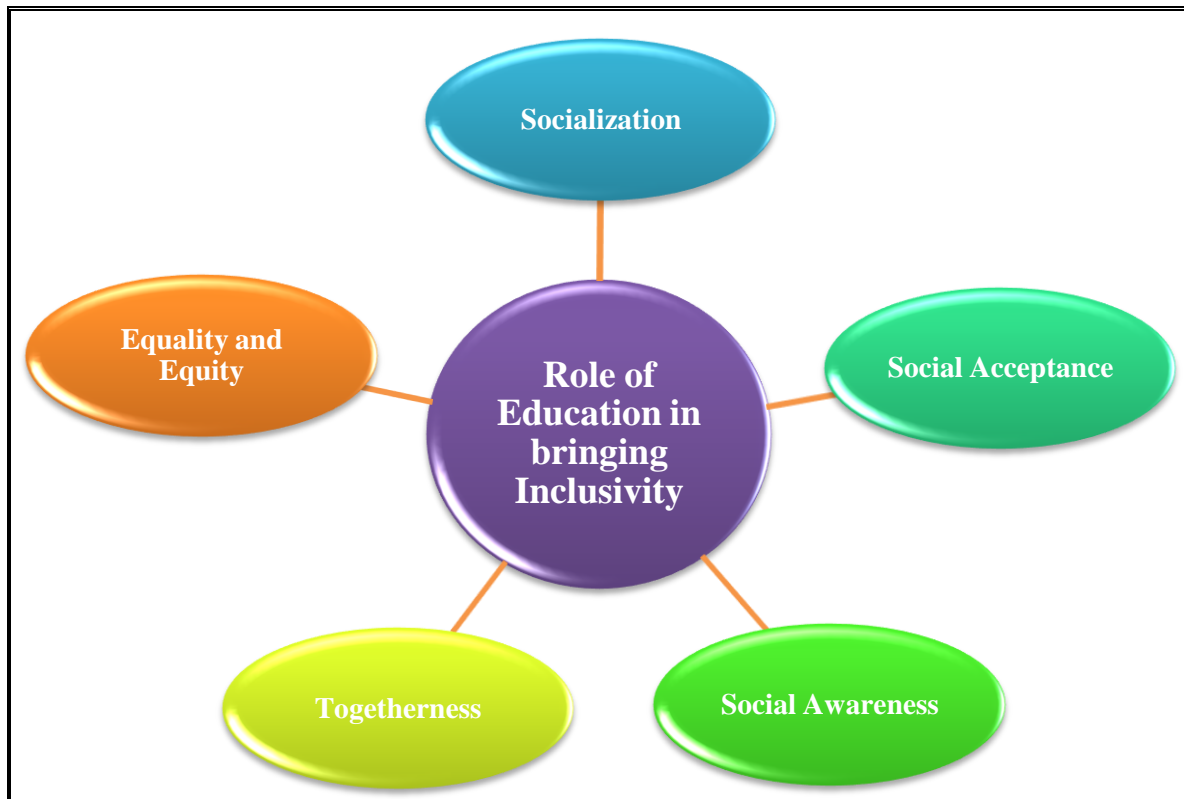 Socialization
Equality and
Equity
Social Acceptance
Role of
Education in
bringing
Inclusivity
Togetherness
Social Awareness